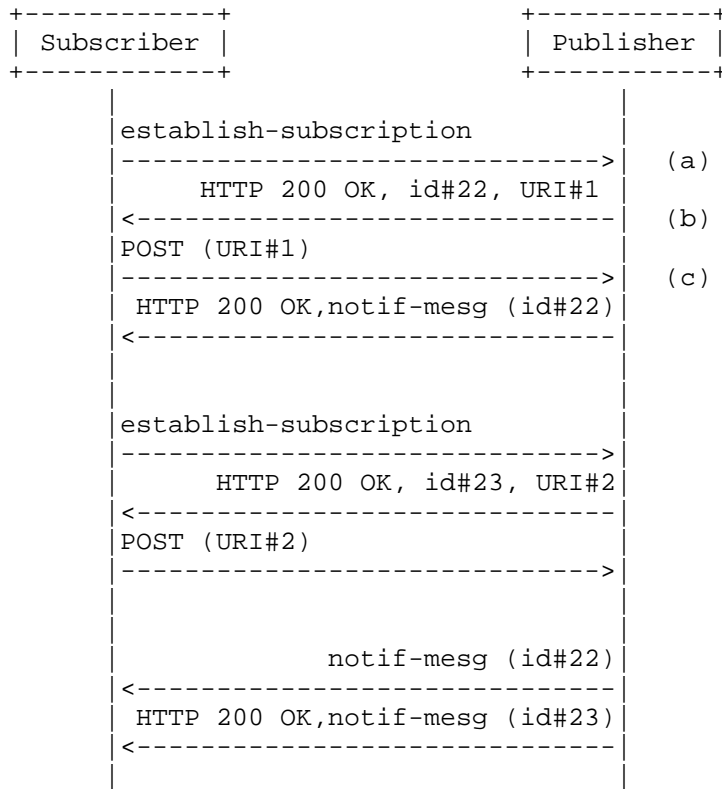 Subscriber Publisher
establish-subscription
(a)
HTTP 200 OK, id#22, URI#1
(b)
POST (URI#1)
(c)
HTTP 200 OK,notif-mesg (id#22)
establish-subscription
HTTP 200 OK, id#23, URI#2
POST (URI#2)
notif-mesg (id#22)
HTTP 200 OK,notif-mesg (id#23)